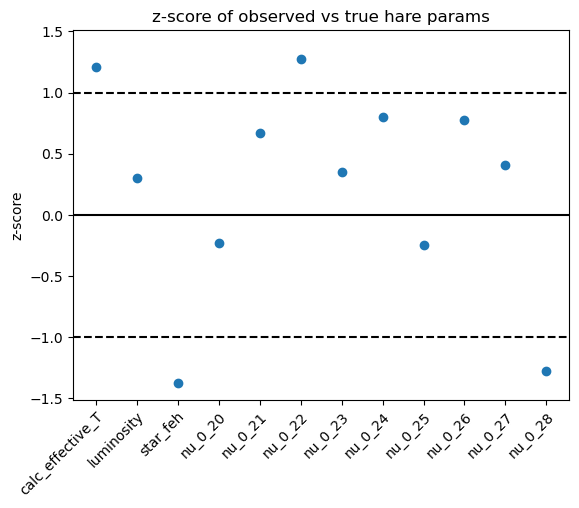 z-score of observed vs true hare params
1.5
1.0
0.5
0.0
−0.5
−1.0
−1.5
z-score
calc_effective_T
luminosity
star_feh
nu_0_20
nu_0_21
nu_0_22
nu_0_23
nu_0_24
nu_0_25
nu_0_26
nu_0_27
nu_0_28